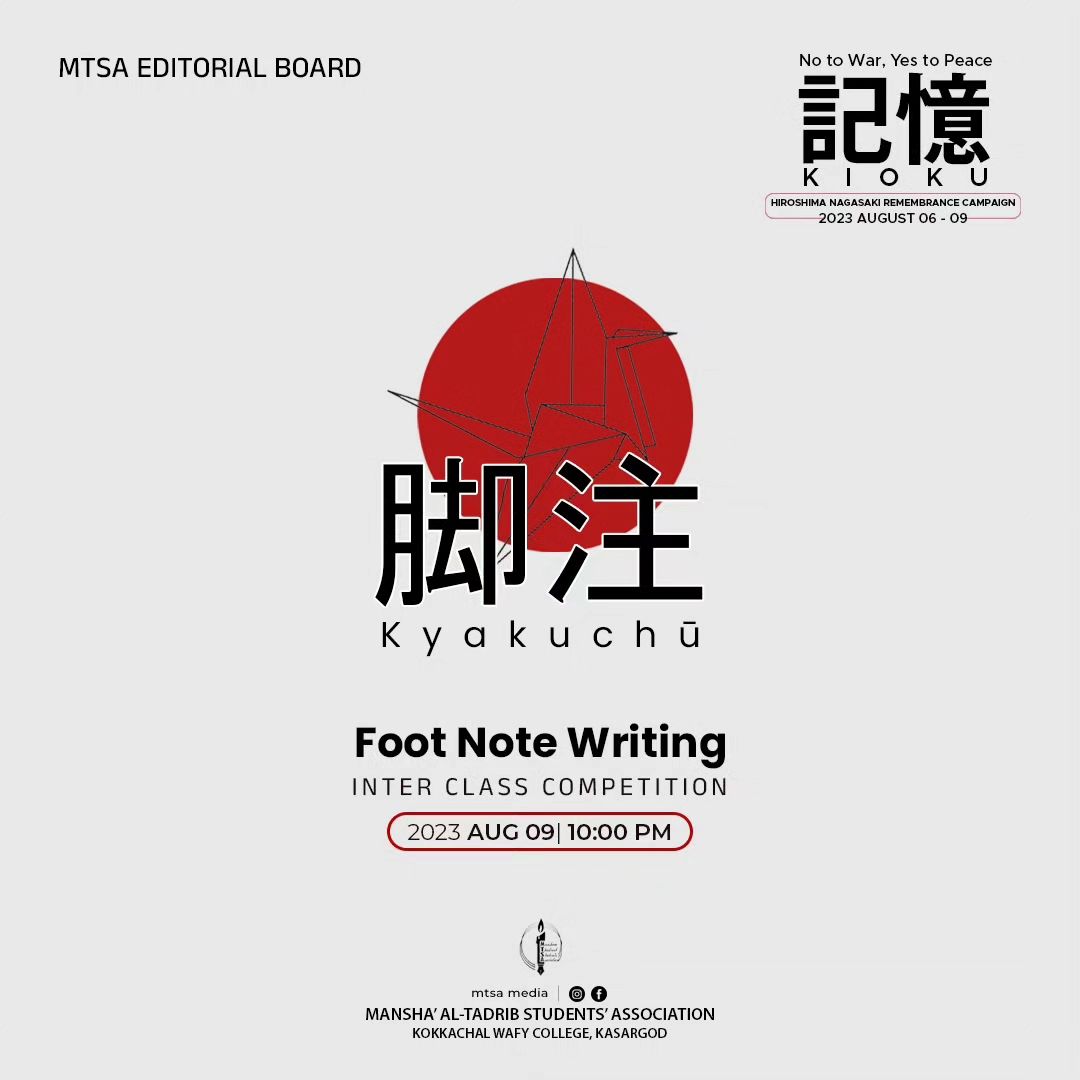 MTSA EDITORIAL BOARD
No to War, Yes to Peace
記憶
KIOKU
HIROSHIMA NAGASAKI REMEMBRANCE CAMPAIGN
2023 AUGUST 06 - 09
脚注
Kyakuchū
Foot Note Writing
INTER CLASS COMPETITION
2023 AUG 09| 10:00 PM
mtsa media
MANSHA' AL-TADRIB STUDENTS' ASSOCIATION
KOKKACHAL WAFY COLLEGE, KASARGOD